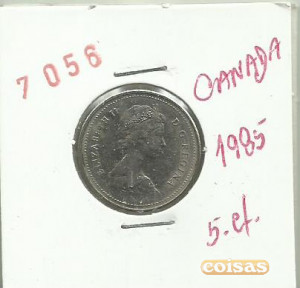 7056
CANADA
1985
5.ct.
ELIZABETH II D·G·REGINA
coisas